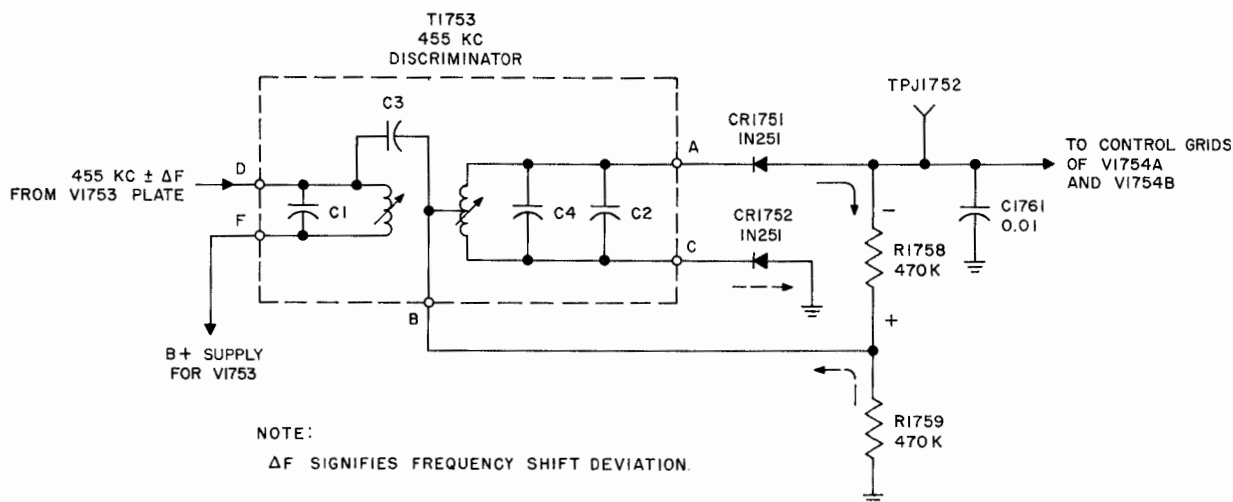 T1753
455 KC
DISCRIMINATOR
C3
TPJ1752
CR1751
1N251
A
455 KC ± ΔF
FROM V1753 PLATE
D
TO CONTROL GRIDS
OF V1754A
AND V1754B
C1
C4
C2
F
CR1752
1N251
C
−
C1761
0.01
R1758
470K
+
B
B+ SUPPLY
FOR V1753
R1759
470K
NOTE:
ΔF SIGNIFIES FREQUENCY SHIFT DEVIATION.